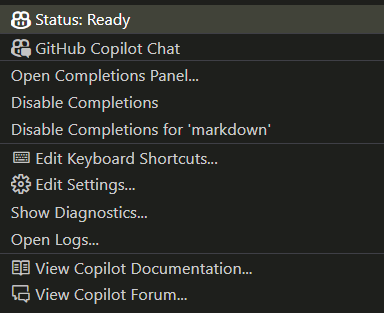 Status: Ready
GitHub Copilot Chat
Open Completions Panel...
Disable Completions
Disable Completions for 'markdown'
Edit Keyboard Shortcuts...
Edit Settings...
Show Diagnostics...
Open Logs...
View Copilot Documentation...
View Copilot Forum...